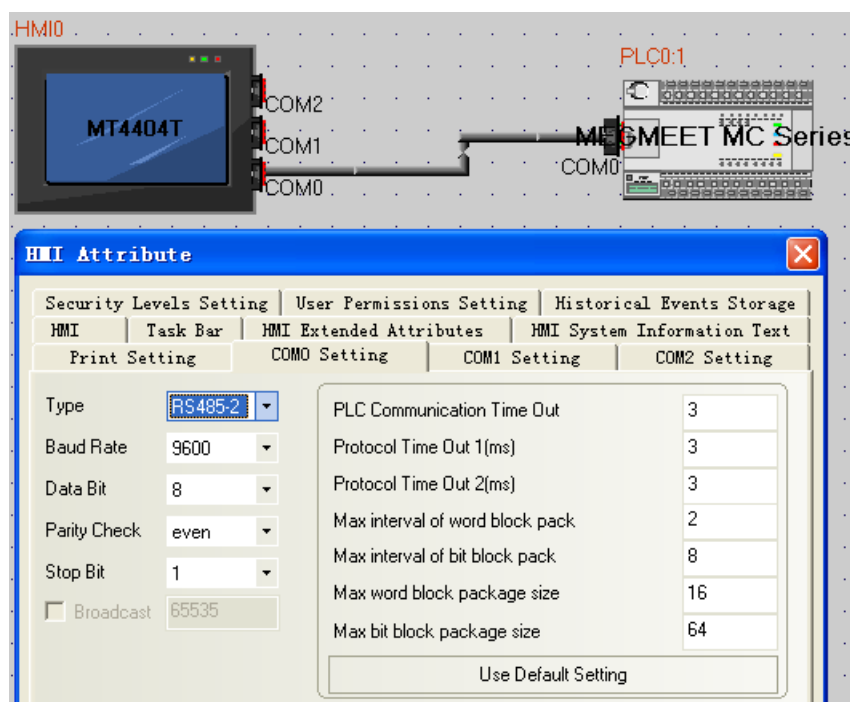 HMI0
PLC0:1
MT4404T
COM2
COM1
COM0
MEGMEET MC Series
COM0
HMI Attribute
Security Levels Setting User Permissions Setting Historical Events Storage
HMI Task Bar HMI Extended Attributes HMI System Information Text
Print Setting COM0 Setting COM1 Setting COM2 Setting
Type RS485-2 PLC Communication Time Out 3
Baud Rate 9600 Protocol Time Out 1(ms) 3
Data Bit 8 Protocol Time Out 2(ms) 3
Parity Check even Max interval of word block pack 2
Stop Bit 1 Max interval of bit block pack 8
Broadcast 65535 Max word block package size 16
Max bit block package size 64
Use Default Setting